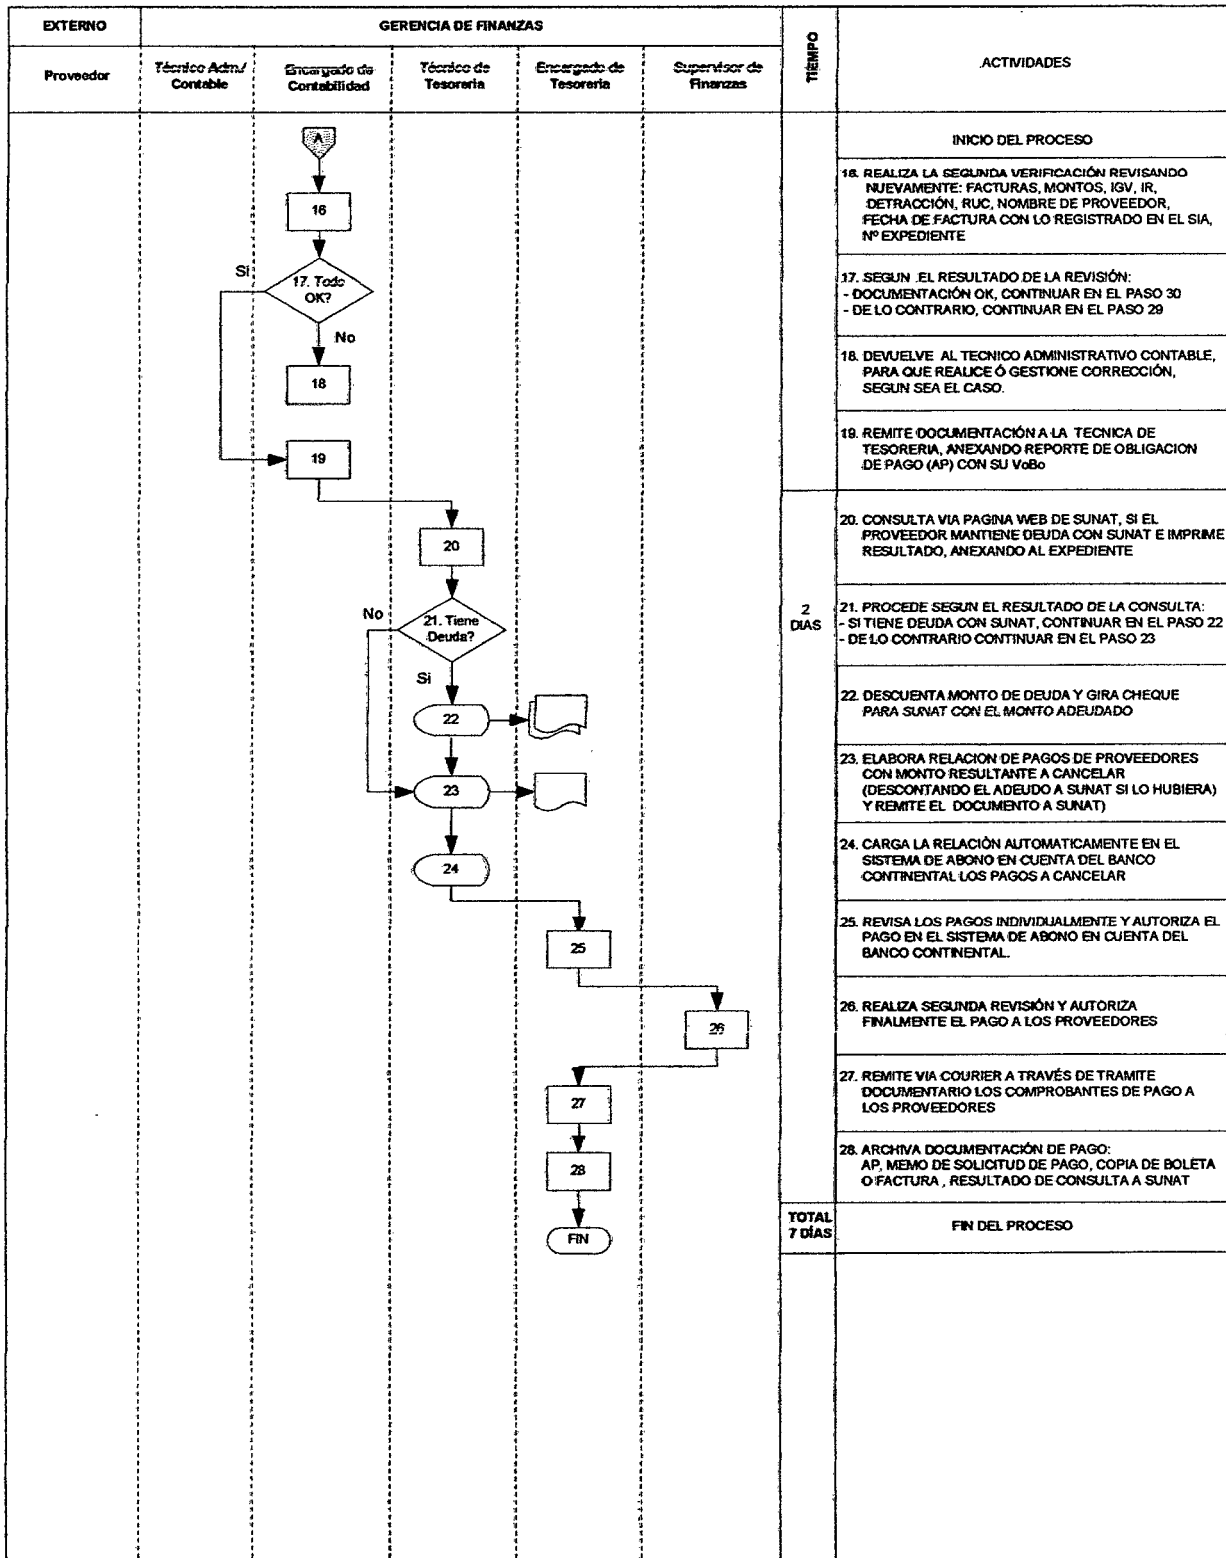 EXTERNO
GERENCIA DE FINANZAS
TIEMPO
ACTIVIDADES
Proveedor
Técnico Adm./
Contable
Encargado de
Contabilidad
Técnico de
Tesoreria
Encargado de
Tesoreria
Supervisor de
Finanzas
INICIO DEL PROCESO
A
16
16. REALIZA LA SEGUNDA VERIFICACIÓN REVISANDO
NUEVAMENTE: FACTURAS, MONTOS, IGV, IR,
DETRACCIÓN, RUC, NOMBRE DE PROVEEDOR,
FECHA DE FACTURA CON LO REGISTRADO EN EL SIA,
Nº EXPEDIENTE
Si
17. Todo
OK?
No
17. SEGUN EL RESULTADO DE LA REVISIÓN:
- DOCUMENTACIÓN OK, CONTINUAR EN EL PASO 30
- DE LO CONTRARIO, CONTINUAR EN EL PASO 29
18
18. DEVUELVE AL TECNICO ADMINISTRATIVO CONTABLE,
PARA QUE REALICE Ó GESTIONE CORRECCIÓN,
SEGUN SEA EL CASO.
19
19. REMITE DOCUMENTACIÓN A LA TECNICA DE
TESORERIA, ANEXANDO REPORTE DE OBLIGACION
DE PAGO (AP) CON SU VoBo
20
20. CONSULTA VIA PAGINA WEB DE SUNAT, SI EL
PROVEEDOR MANTIENE DEUDA CON SUNAT E IMPRIME
RESULTADO, ANEXANDO AL EXPEDIENTE
No
21. Tiene
Deuda?
Si
2
DIAS
21. PROCEDE SEGUN EL RESULTADO DE LA CONSULTA:
- SI TIENE DEUDA CON SUNAT, CONTINUAR EN EL PASO 22
- DE LO CONTRARIO CONTINUAR EN EL PASO 23
22
22. DESCUENTA MONTO DE DEUDA Y GIRA CHEQUE
PARA SUNAT CON EL MONTO ADEUDADO
23
23. ELABORA RELACION DE PAGOS DE PROVEEDORES
CON MONTO RESULTANTE A CANCELAR
(DESCONTANDO EL ADEUDO A SUNAT SI LO HUBIERA)
Y REMITE EL DOCUMENTO A SUNAT)
24
24. CARGA LA RELACIÒN AUTOMATICAMENTE EN EL
SISTEMA DE ABONO EN CUENTA DEL BANCO
CONTINENTAL LOS PAGOS A CANCELAR
25
25. REVISA LOS PAGOS INDIVIDUALMENTE Y AUTORIZA EL
PAGO EN EL SISTEMA DE ABONO EN CUENTA DEL
BANCO CONTINENTAL.
26
26. REALIZA SEGUNDA REVISIÓN Y AUTORIZA
FINALMENTE EL PAGO A LOS PROVEEDORES
27
27. REMITE VIA COURIER A TRAVÉS DE TRAMITE
DOCUMENTARIO LOS COMPROBANTES DE PAGO A
LOS PROVEEDORES
28
28. ARCHIVA DOCUMENTACIÓN DE PAGO:
AP, MEMO DE SOLICITUD DE PAGO, COPIA DE BOLETA
O FACTURA , RESULTADO DE CONSULTA A SUNAT
FIN
TOTAL
7 DÍAS
FIN DEL PROCESO